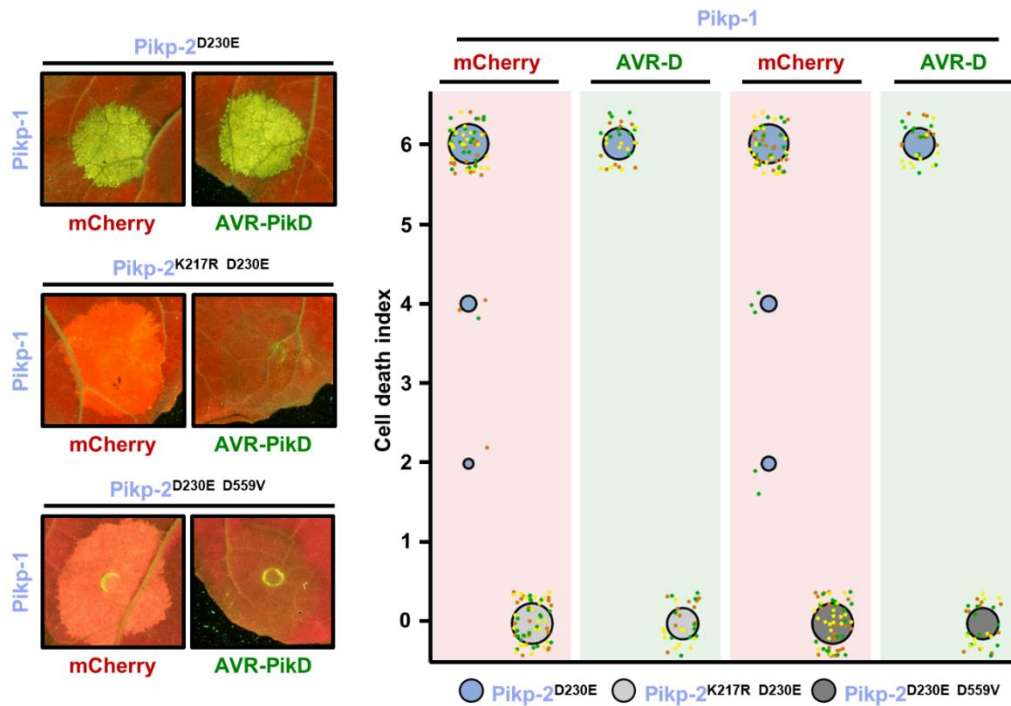 Pikp-2D230E
Pikp-1
mCherry AVR-PikD
Pikp-2K217R D230E
Pikp-1
mCherry AVR-PikD
Pikp-2D230E D559V
Pikp-1
mCherry AVR-PikD
Pikp-1
mCherry AVR-D mCherry AVR-D
Cell death index
6
5
4
3
2
1
0
Pikp-2D230E Pikp-2K217R D230E Pikp-2D230E D559V